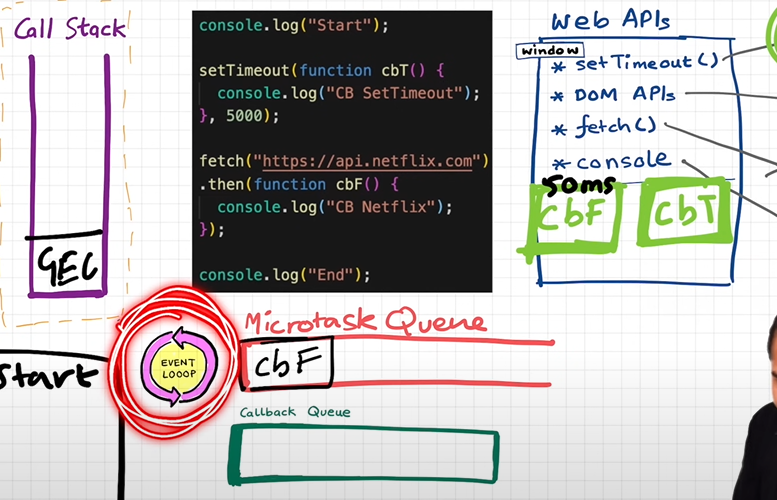 Call Stack
GEC
console.log("Start");
setTimeout(function cbT() {
console.log("CB SetTimeout");
}, 5000);
fetch("https://api.netflix.com")
.then(function cbF() {
console.log("CB Netflix");
});
console.log("End");
Web APIs
window
* setTimeout()
* DOM APIs
* fetch()
* console
50ms
cbF
cbT
Start
EVENT
LOOOP
Microtask Queue
cbF
Callback Queue